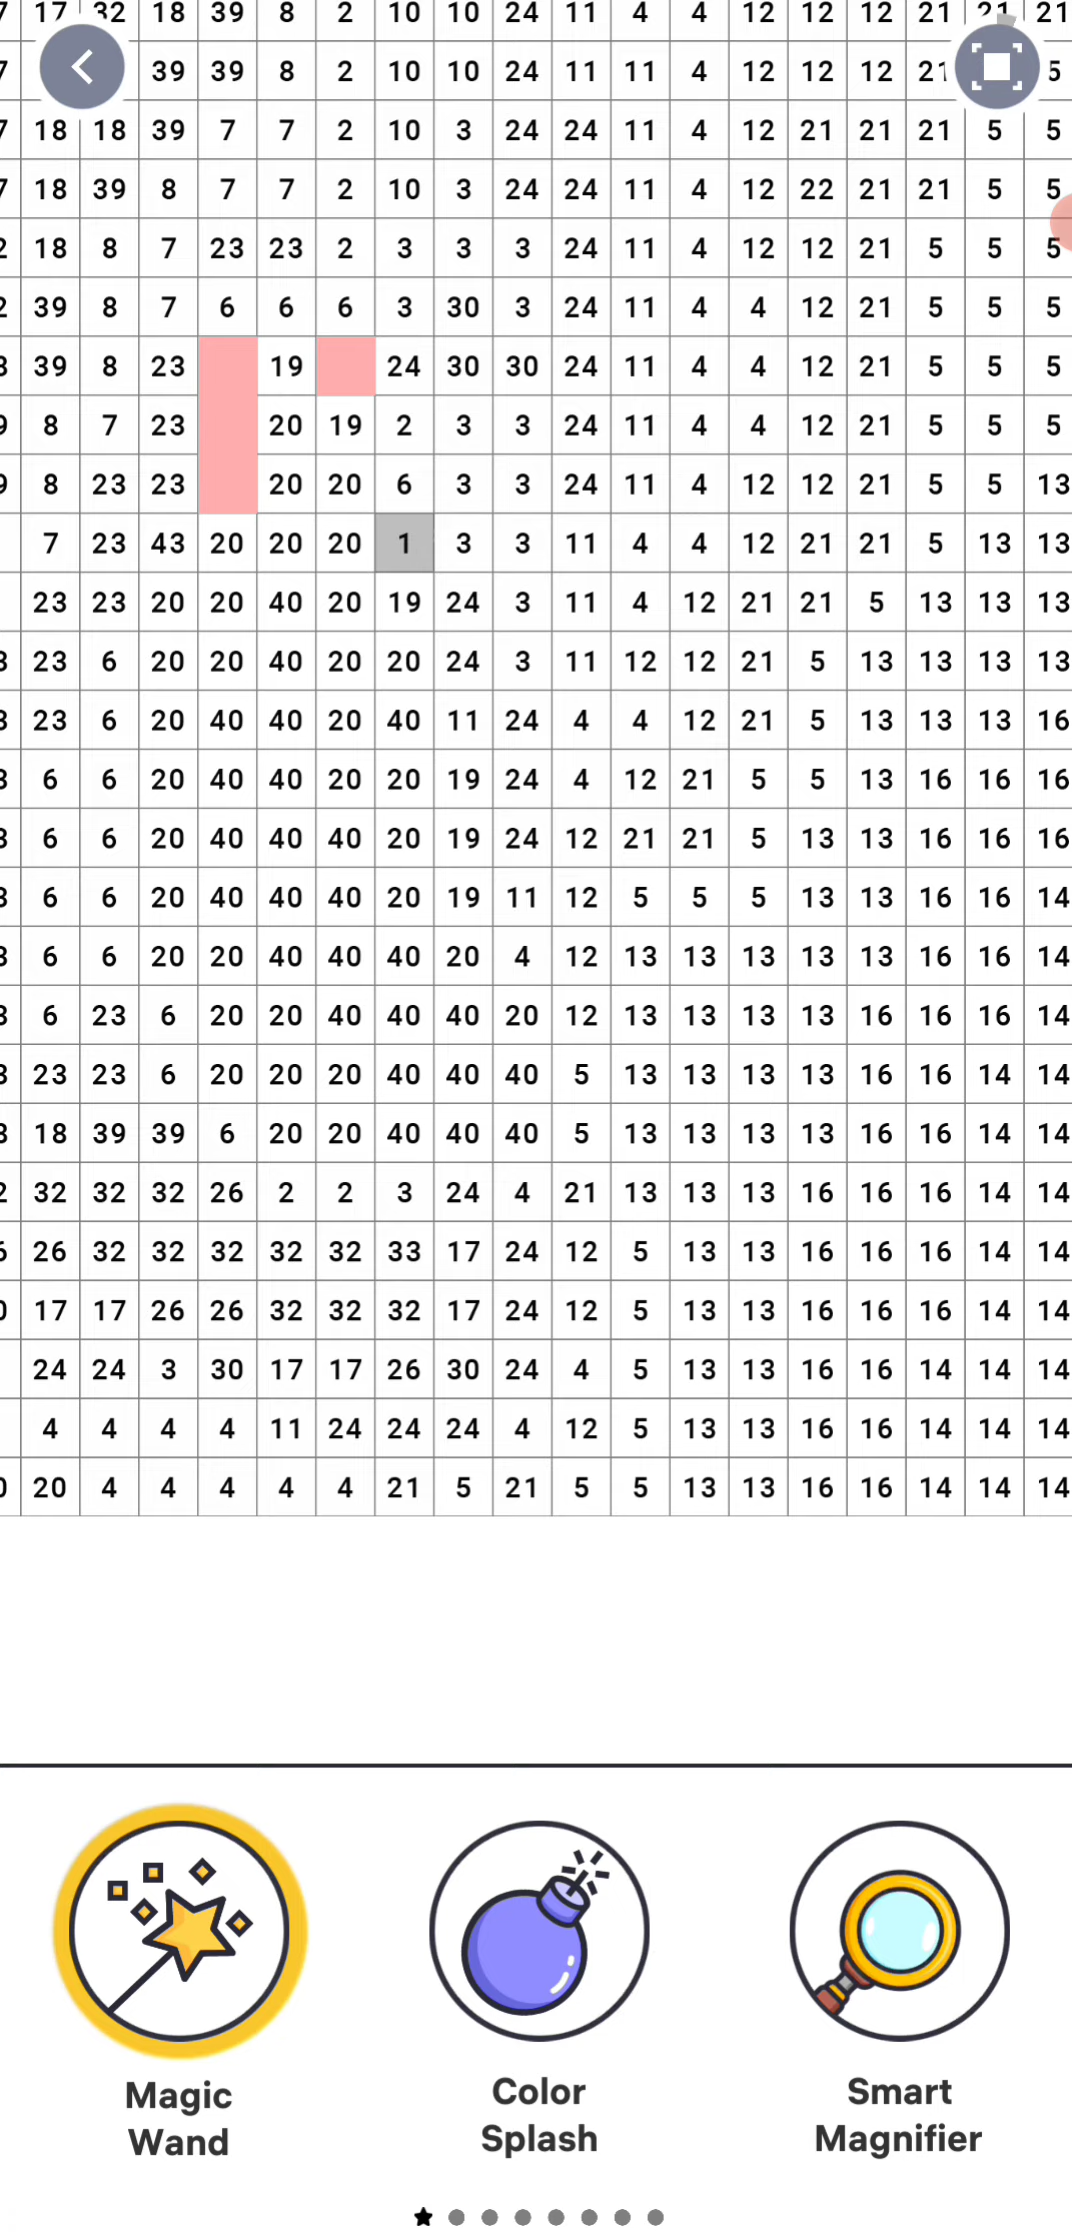 17 32 18 39 8 2 10 10 24 11 4 4 12 12 12 21 21 21
39 39 8 2 10 10 24 11 11 4 12 12 12 21 5
18 18 39 7 7 2 10 3 24 24 11 4 12 21 21 21 5 5
18 39 8 7 7 2 10 3 24 24 11 4 12 22 21 21 5 5
18 8 7 23 23 2 3 3 3 24 11 4 12 12 21 5 5 5
39 8 7 6 6 6 3 30 3 24 11 4 4 12 21 5 5 5
39 8 23 19 24 30 30 24 11 4 4 12 21 5 5 5
8 7 23 20 19 2 3 3 24 11 4 4 12 21 5 5 5
8 23 23 20 20 6 3 3 24 11 4 12 12 21 5 5 13
7 23 43 20 20 20 1 3 3 11 4 4 12 21 21 5 13 13
23 23 20 20 40 20 19 24 3 11 4 12 21 21 5 13 13 13
23 6 20 20 40 20 20 24 3 11 12 12 21 5 13 13 13 13
23 6 20 40 40 20 40 11 24 4 4 12 21 5 13 13 13 16
6 6 20 40 40 20 20 19 24 4 12 21 5 5 13 16 16 16
6 6 20 40 40 40 20 19 24 12 21 21 5 13 13 16 16 16
6 6 20 40 40 40 20 19 11 12 5 5 5 13 13 16 16 14
6 6 20 20 40 40 40 20 4 12 13 13 13 13 13 16 16 14
6 23 6 20 20 40 40 40 20 12 13 13 13 13 16 16 16 14
23 23 6 20 20 20 40 40 40 5 13 13 13 13 16 16 14 14
18 39 39 6 20 20 40 40 40 5 13 13 13 13 16 16 14 14
32 32 32 26 2 2 3 24 4 21 13 13 13 16 16 16 14 14
26 32 32 32 32 32 33 17 24 12 5 13 13 16 16 16 14 14
17 17 26 26 32 32 32 17 24 12 5 13 13 16 16 16 14 14
24 24 3 30 17 17 26 30 24 4 5 13 13 16 16 14 14 14
4 4 4 4 11 24 24 24 4 12 5 13 13 16 16 14 14 14
20 4 4 4 4 4 21 5 21 5 5 13 13 16 16 14 14 14
Magic
Wand
Color
Splash
Smart
Magnifier